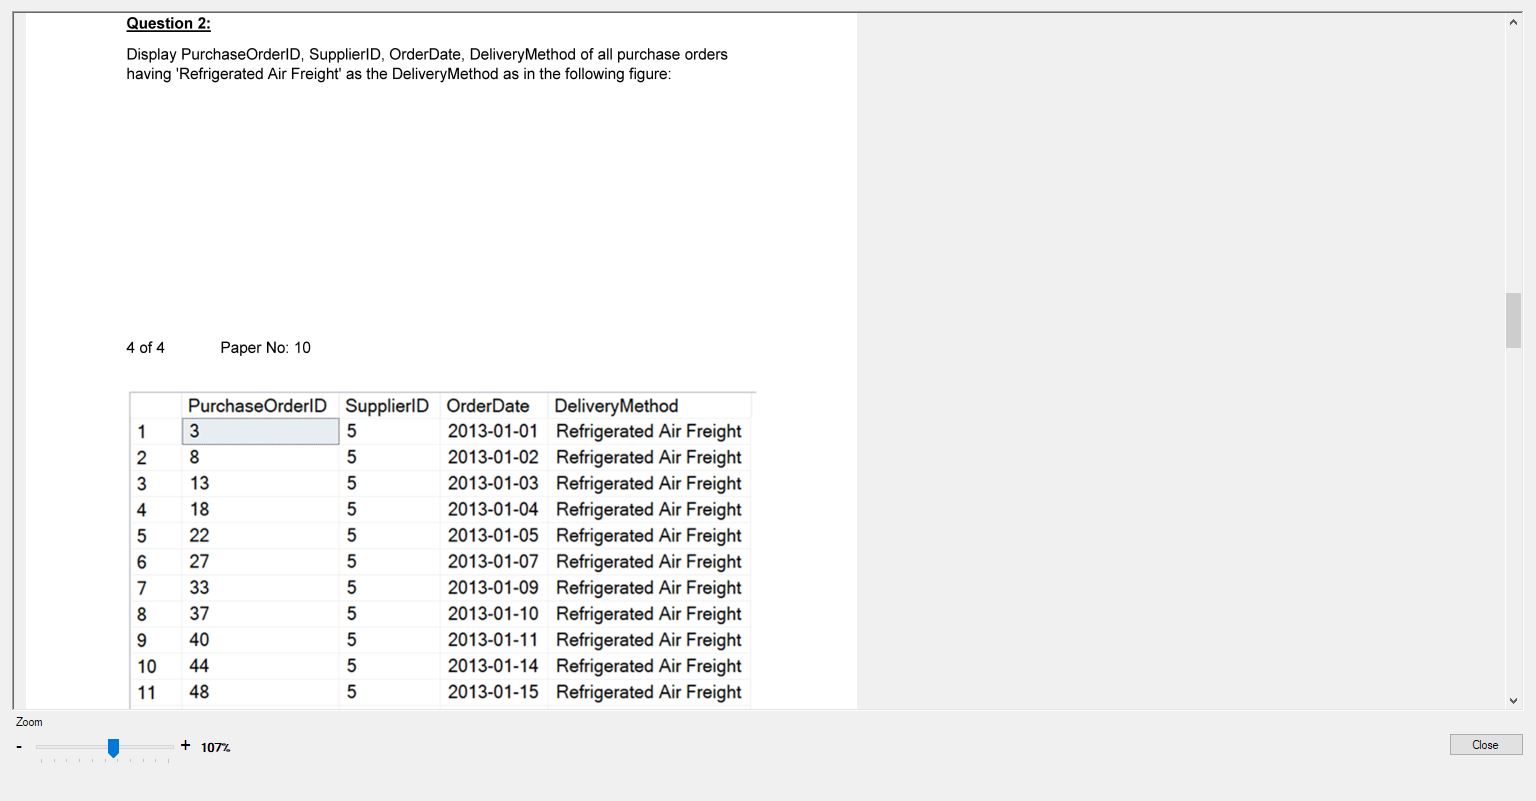 Question 2:
Display PurchaseOrderID, SupplierID, OrderDate, DeliveryMethod of all purchase orders
having 'Refrigerated Air Freight' as the DeliveryMethod as in the following figure:
4 of 4 Paper No: 10
PurchaseOrderID SupplierID OrderDate DeliveryMethod
1 3 5 2013-01-01 Refrigerated Air Freight
2 8 5 2013-01-02 Refrigerated Air Freight
3 13 5 2013-01-03 Refrigerated Air Freight
4 18 5 2013-01-04 Refrigerated Air Freight
5 22 5 2013-01-05 Refrigerated Air Freight
6 27 5 2013-01-07 Refrigerated Air Freight
7 33 5 2013-01-09 Refrigerated Air Freight
8 37 5 2013-01-10 Refrigerated Air Freight
9 40 5 2013-01-11 Refrigerated Air Freight
10 44 5 2013-01-14 Refrigerated Air Freight
11 48 5 2013-01-15 Refrigerated Air Freight
Zoom
- + 107%
Close